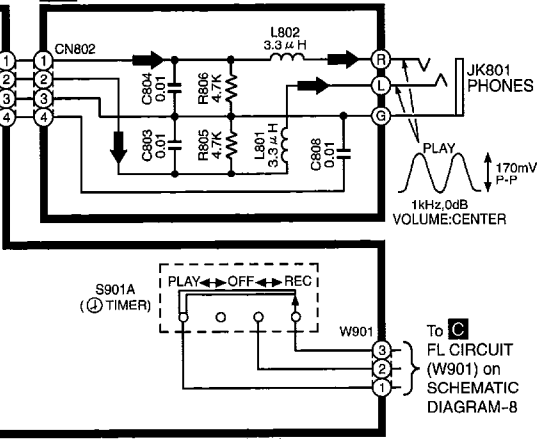 L802
3.3μH
1
2
3
4
1
2
3
4
CN802
C804
0.01
R806
4.7K
C803
0.01
R805
4.7K
L801
3.3μH
C808
0.01
R
L
G
JK801
PHONES
PLAY
170mV
P-P
1kHz,0dB
VOLUME:CENTER
S901A
( TIMER)
PLAY◄►OFF◄►REC
W901
3
2
1
To C
FL CIRCUIT
(W901) on
SCHEMATIC
DIAGRAM-8